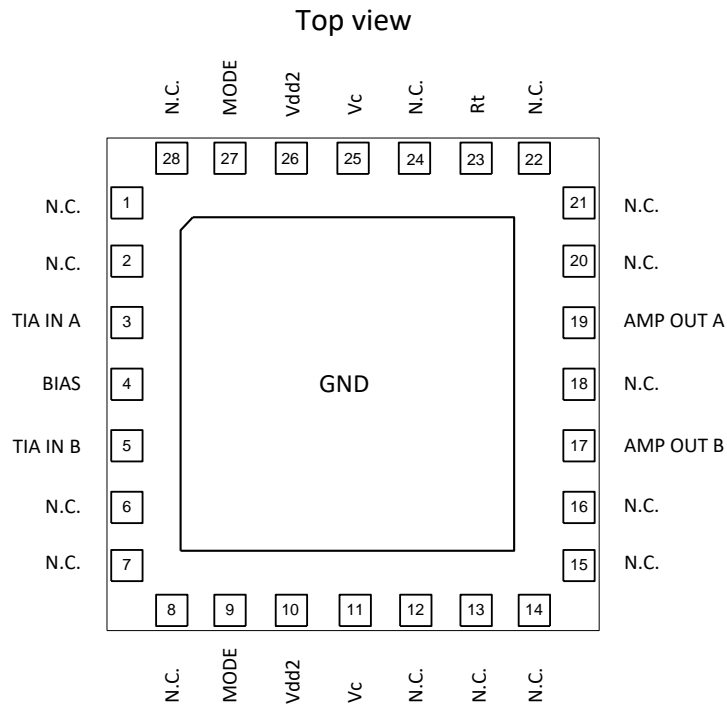 Top view
N.C. MODE Vdd2 Vc N.C. Rt N.C.
28 27 26 25 24 23 22
N.C. 1 21 N.C.
N.C. 2 20 N.C.
TIA IN A 3 19 AMP OUT A
BIAS 4 GND 18 N.C.
TIA IN B 5 17 AMP OUT B
N.C. 6 16 N.C.
N.C. 7 15 N.C.
8 9 10 11 12 13 14
N.C. MODE Vdd2 Vc N.C. N.C. N.C.